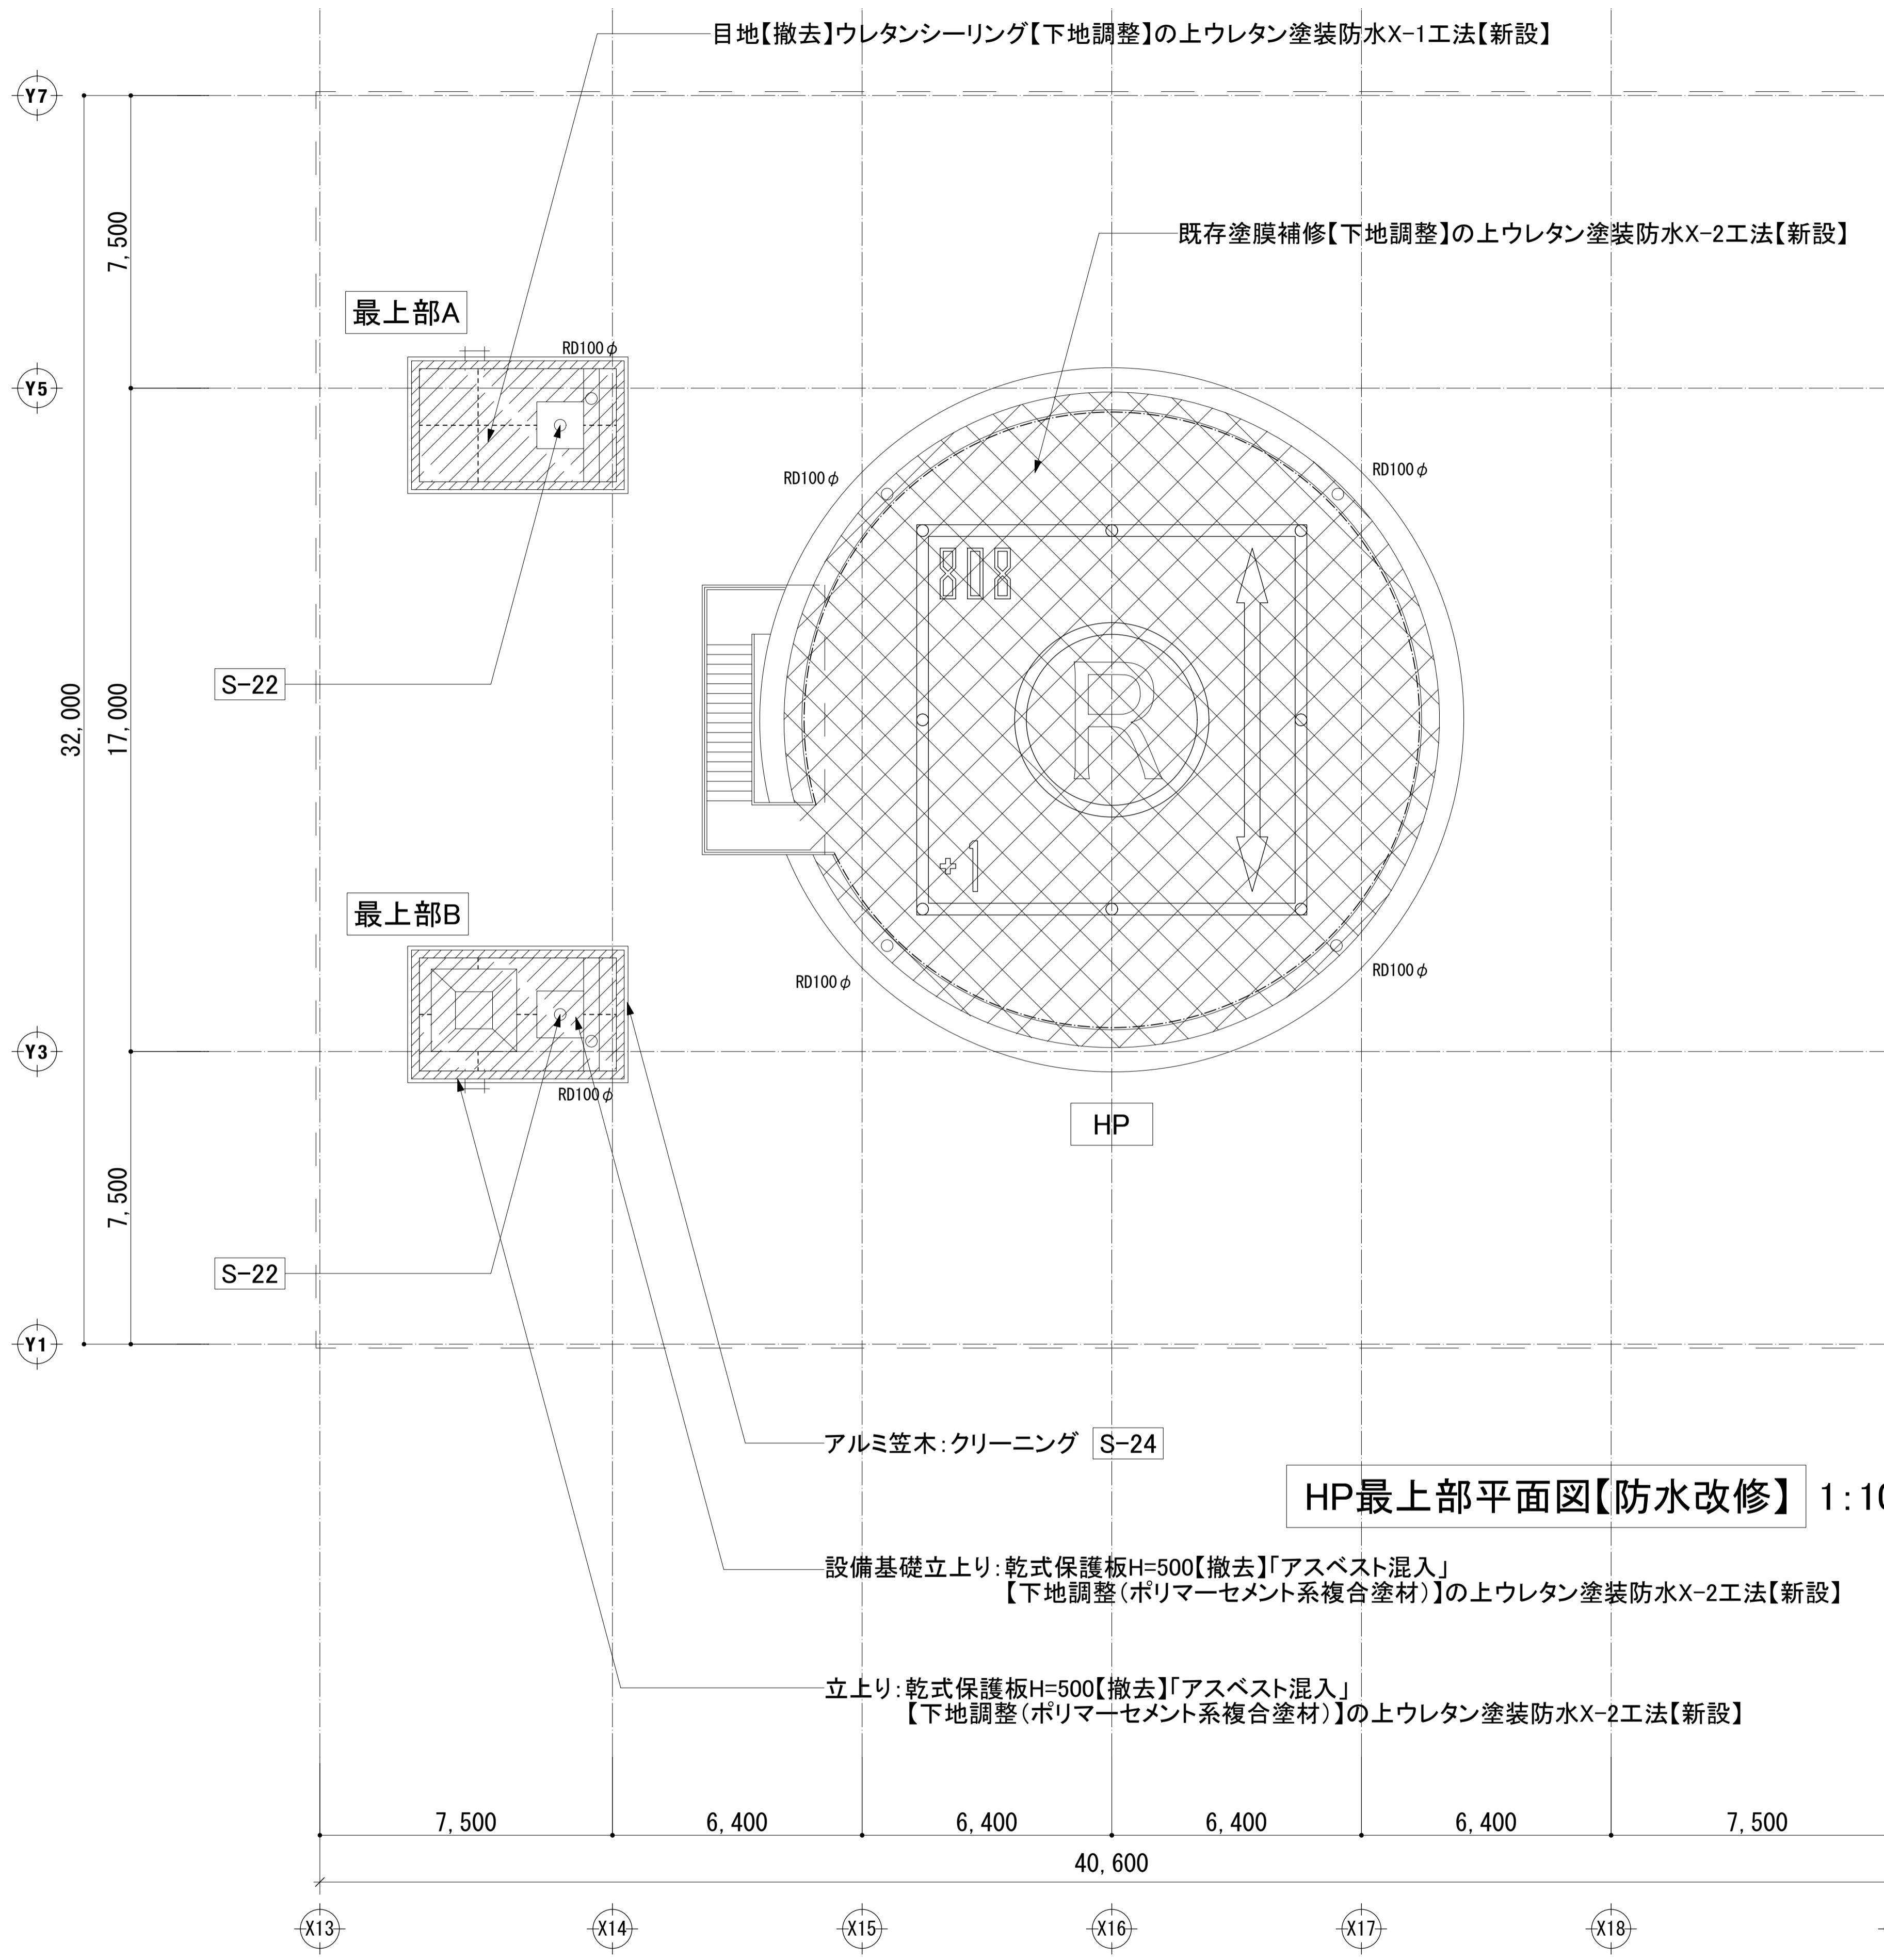 目地【撤去】ウレタンシーリング【下地調整】の上ウレタン塗装防水X-1工法【新設】
Y7
既存塗膜補修【下地調整】の上ウレタン塗装防水X-2工法【新設】
7,500
最上部A
RD100φ
Y5
RD100φ
RD100φ
S-22
R
32,000
17,000
+1
最上部B
RD100φ
RD100φ
Y3
RD100φ
HP
7,500
S-22
Y1
アルミ笠木:クリーニング S-24
HP最上部平面図【防水改修】 1:10
設備基礎立上り:乾式保護板H=500【撤去】「アスベスト混入」
【下地調整(ポリマーセメント系複合塗材)】の上ウレタン塗装防水X-2工法【新設】
立上り:乾式保護板H=500【撤去】「アスベスト混入」
【下地調整(ポリマーセメント系複合塗材)】の上ウレタン塗装防水X-2工法【新設】
7,500 6,400 6,400 6,400 6,400 7,500
40,600
X13 X14 X15 X16 X17 X18